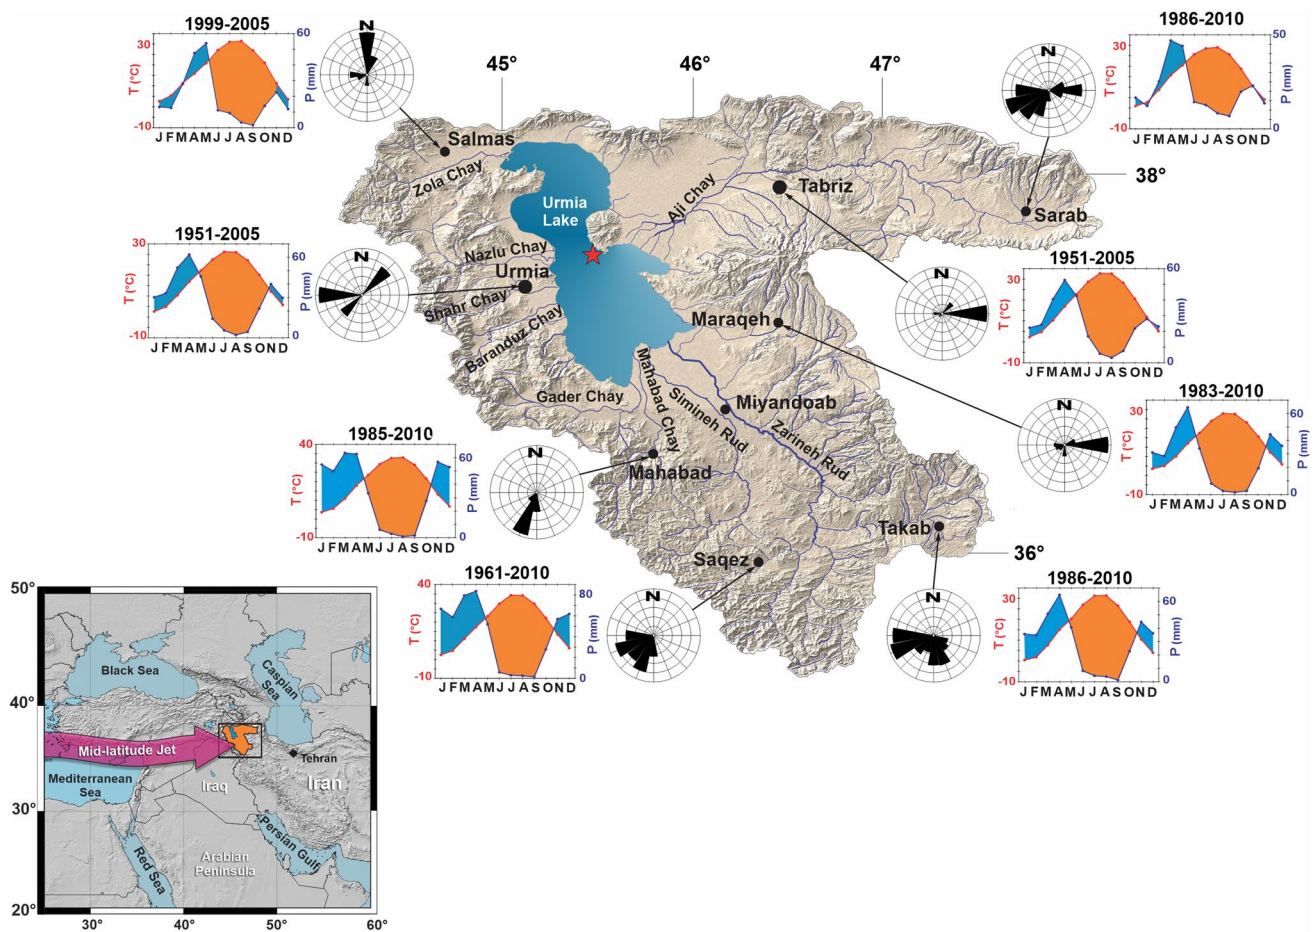 1999-2005
30
-10
T (°C)
60
0
P (mm)
J F M A M J J A S O N D
N
45°
46°
47°
N
1986-2010
30
-10
T (°C)
50
0
P (mm)
J F M A M J J A S O N D
Salmas
Zola Chay
38°
Urmia
Lake
Aji Chay
Tabriz
Sarab
1951-2005
30
-10
T (°C)
60
0
P (mm)
J F M A M J J A S O N D
N
Nazlu Chay
Urmia
Shahr Chay
Baranduz Chay
N
1951-2005
30
-10
T (°C)
60
0
P (mm)
J F M A M J J A S O N D
Maraqeh
Mahabad Chay
Gader Chay
Simineh Rud
Miyandoab
Zarineh Rud
N
1983-2010
30
-10
T (°C)
60
0
P (mm)
J F M A M J J A S O N D
1985-2010
40
-10
T (°C)
60
0
P (mm)
J F M A M J J A S O N D
N
Mahabad
Takab
Saqez
36°
1961-2010
40
-10
T (°C)
80
0
P (mm)
J F M A M J J A S O N D
N
N
1986-2010
30
-10
T (°C)
60
0
P (mm)
J F M A M J J A S O N D
50°
40°
30°
20°
Black Sea
Caspian
Sea
Mid-latitude Jet
Tehran
Mediterranean
Sea
Iraq
Iran
Persian Gulf
Red Sea
Arabian
Peninsula
30°
40°
50°
60°